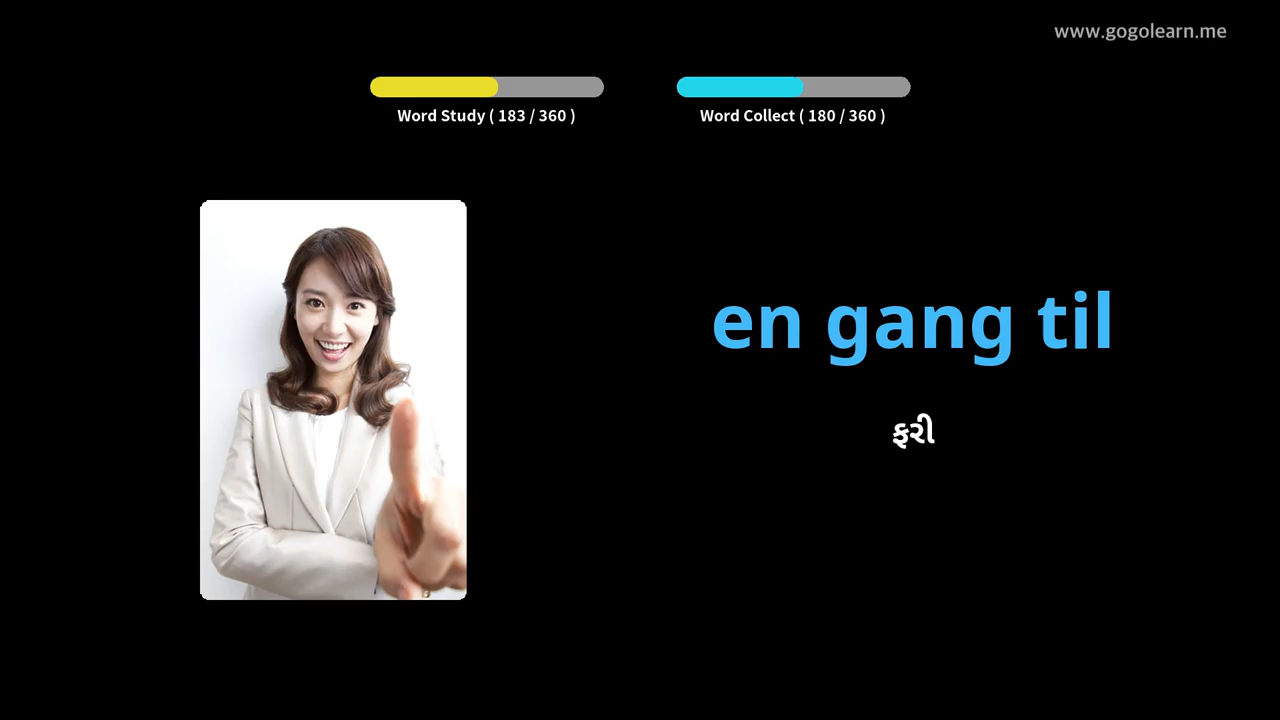 www.gogolearn.me
Word Study ( 183 / 360 )
Word Collect ( 180 / 360 )
en gang til
ફરી